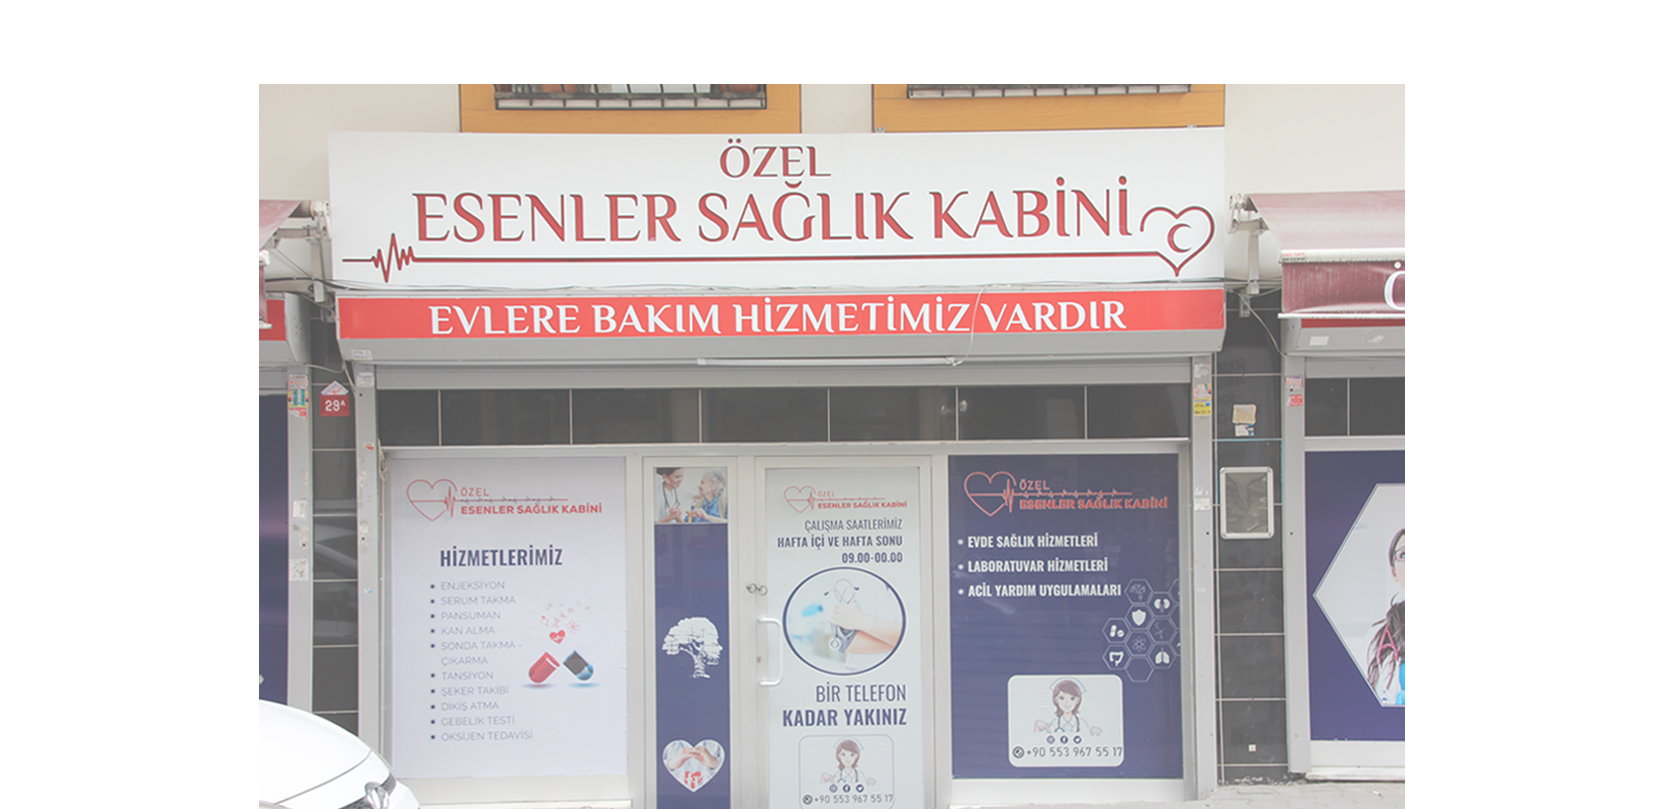 ÖZEL
ESENLER SAĞLIK KABİNİ
EVLERE BAKIM HİZMETİMİZ VARDIR
29A
ÖZEL
ESENLER SAĞLIK KABİNİ
HİZMETLERİMİZ
ENJEKSİYON
SERUM TAKMA
PANSUMAN
KAN ALMA
SONDA TAKMA -
ÇIKARMA
TANSİYON
ŞEKER TAKİBİ
DİKİŞ ATMA
GEBELİK TESTİ
OKSİJEN TEDAVİSİ
ÖZEL
ESENLER SAĞLIK KABİNİ
ÇALIŞMA SAATLERİMİZ
HAFTA İÇİ VE HAFTA SONU
09.00-00.00
BİR TELEFON
KADAR YAKINIZ
+90 553 967 55 17
ÖZEL
ESENLER SAĞLIK KABİNİ
EVDE SAĞLIK HİZMETLERİ
LABORATUVAR HİZMETLERİ
ACİL YARDIM UYGULAMALARI
+90 553 967 55 17